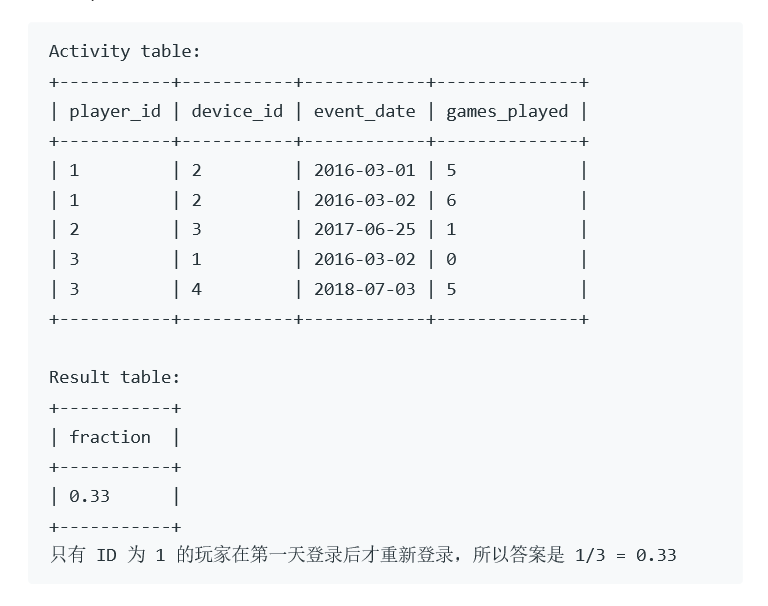 Activity table:
+-----------+-----------+------------+--------------+
| player_id | device_id | event_date | games_played |
+-----------+-----------+------------+--------------+
| 1         | 2         | 2016-03-01 | 5            |
| 1         | 2         | 2016-03-02 | 6            |
| 2         | 3         | 2017-06-25 | 1            |
| 3         | 1         | 2016-03-02 | 0            |
| 3         | 4         | 2018-07-03 | 5            |
+-----------+-----------+------------+--------------+
Result table:
+-----------+
| fraction  |
+-----------+
| 0.33      |
+-----------+
只有 ID 为 1 的玩家在第一天登录后才重新登录，所以答案是 1/3 = 0.33